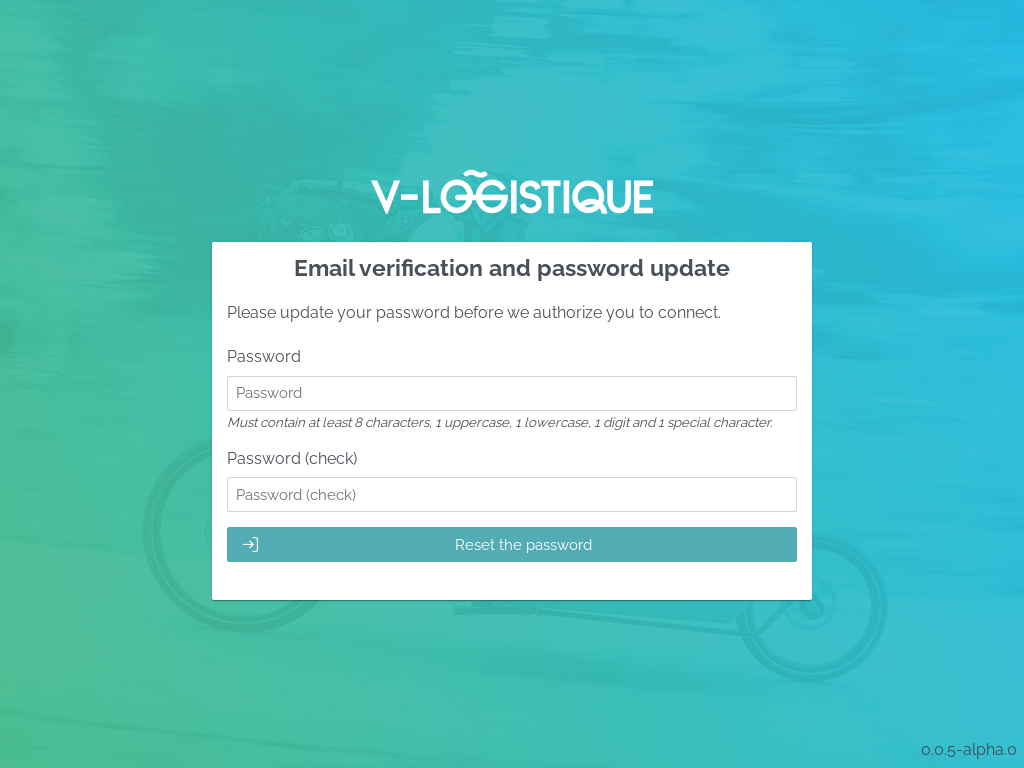 V-LOGISTIQUE
Email verification and password update
Please update your password before we authorize you to connect.
Password
Password
Must contain at least 8 characters, 1 uppercase, 1 lowercase, 1 digit and 1 special character.
Password (check)
Password (check)
Reset the password
0.0.5-alpha.0